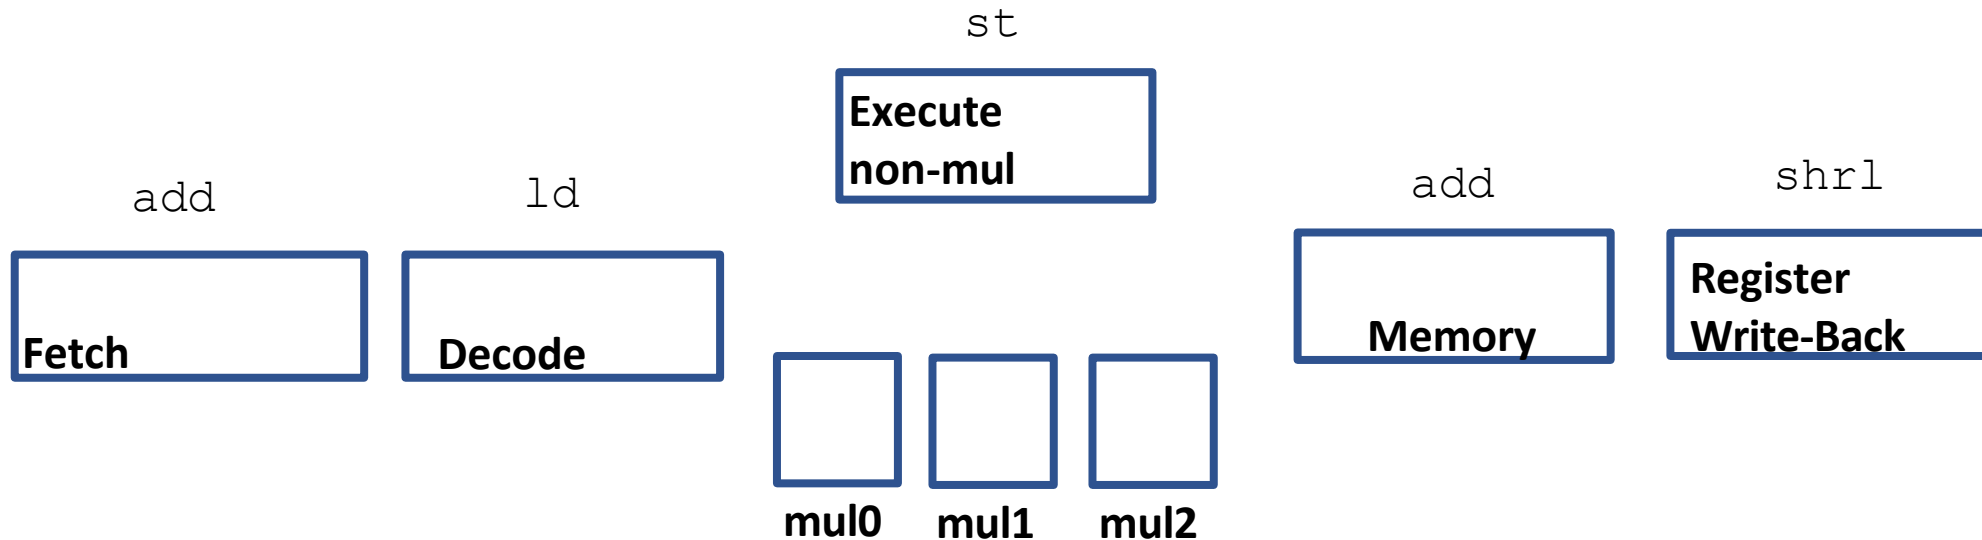 st
Execute
non-mul
add
ld
add
shrl
Fetch
Decode
Memory
Register
Write-Back
mul0
mul1
mul2